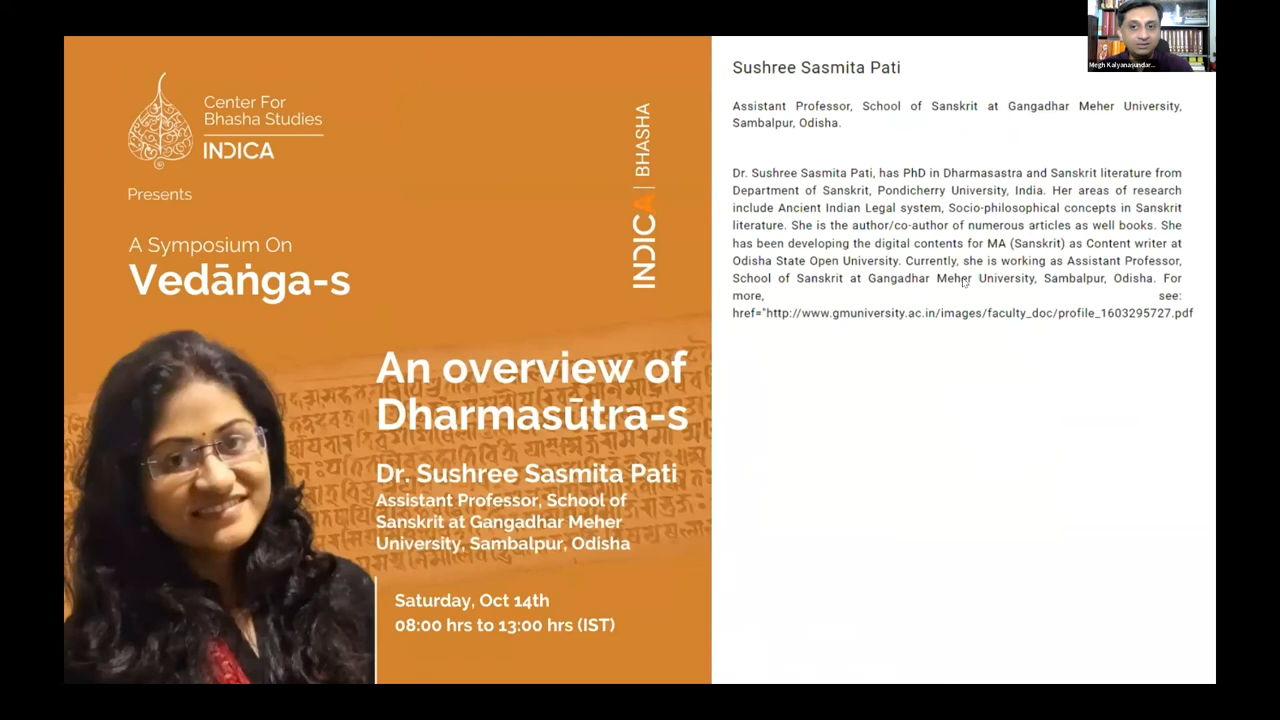 Center For
Bhasha Studies
INDICA
Presents
A Symposium On
Vedāṅga-s
INDICA | BHASHA
An overview of
Dharmasūtra-s
Dr. Sushree Sasmita Pati
Assistant Professor, School of
Sanskrit at Gangadhar Meher
University, Sambalpur, Odisha
Saturday, Oct 14th
08:00 hrs to 13:00 hrs (IST)
Sushree Sasmita Pati
Assistant Professor, School of Sanskrit at Gangadhar Meher University,
Sambalpur, Odisha.
Dr. Sushree Sasmita Pati, has PhD in Dharmasastra and Sanskrit literature from
Department of Sanskrit, Pondicherry University, India. Her areas of research
include Ancient Indian Legal system, Socio-philosophical concepts in Sanskrit
literature. She is the author/co-author of numerous articles as well books. She
has been developing the digital contents for MA (Sanskrit) as Content writer at
Odisha State Open University. Currently, she is working as Assistant Professor,
School of Sanskrit at Gangadhar Meher University, Sambalpur, Odisha. For
more, see:
href="http://www.gmuniversity.ac.in/images/faculty_doc/profile_1603295727.pdf
Megh Kalyanasundar...